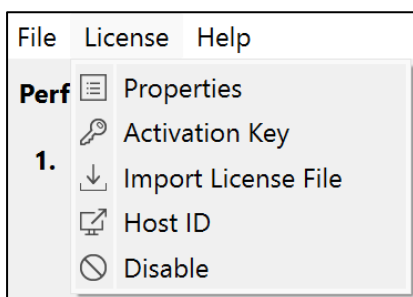 File License Help
Perf
Properties
Activation Key
1.
Import License File
Host ID
Disable